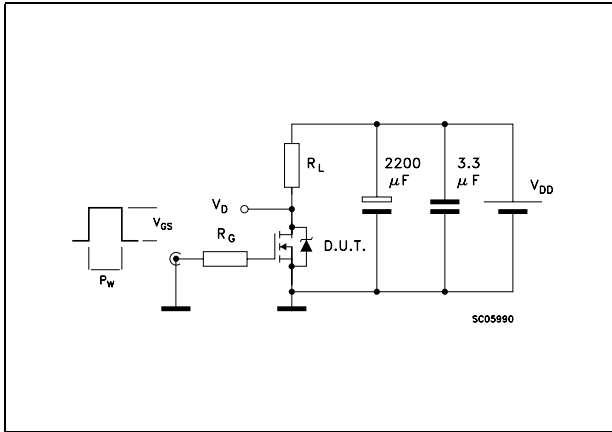 R_L
2200
μF
3.3
μF
V_DD
V_D
V_GS
R_G
D.U.T.
P_W
SC05990